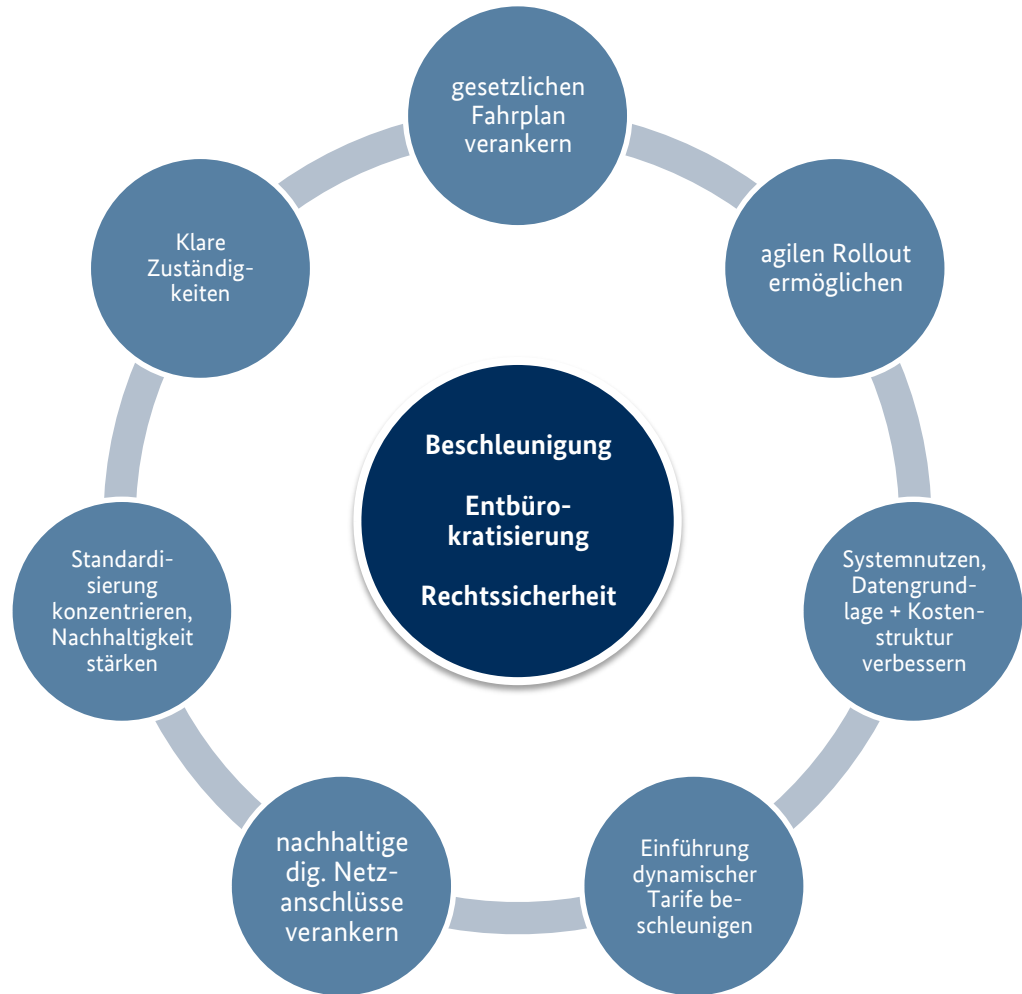 gesetzlichen
Fahrplan
verankern
agilen Rollout
ermöglichen
Systemnutzen,
Datengrund-
lage + Kosten-
struktur
verbessern
Einführung
dynamischer
Tarife be-
schleunigen
nachhaltige
dig. Netz-
anschlüsse
verankern
Standardi-
sierung
konzentrieren,
Nachhaltigkeit
stärken
Klare
Zuständig-
keiten
Beschleunigung
Entbüro-
kratisierung
Rechtssicherheit